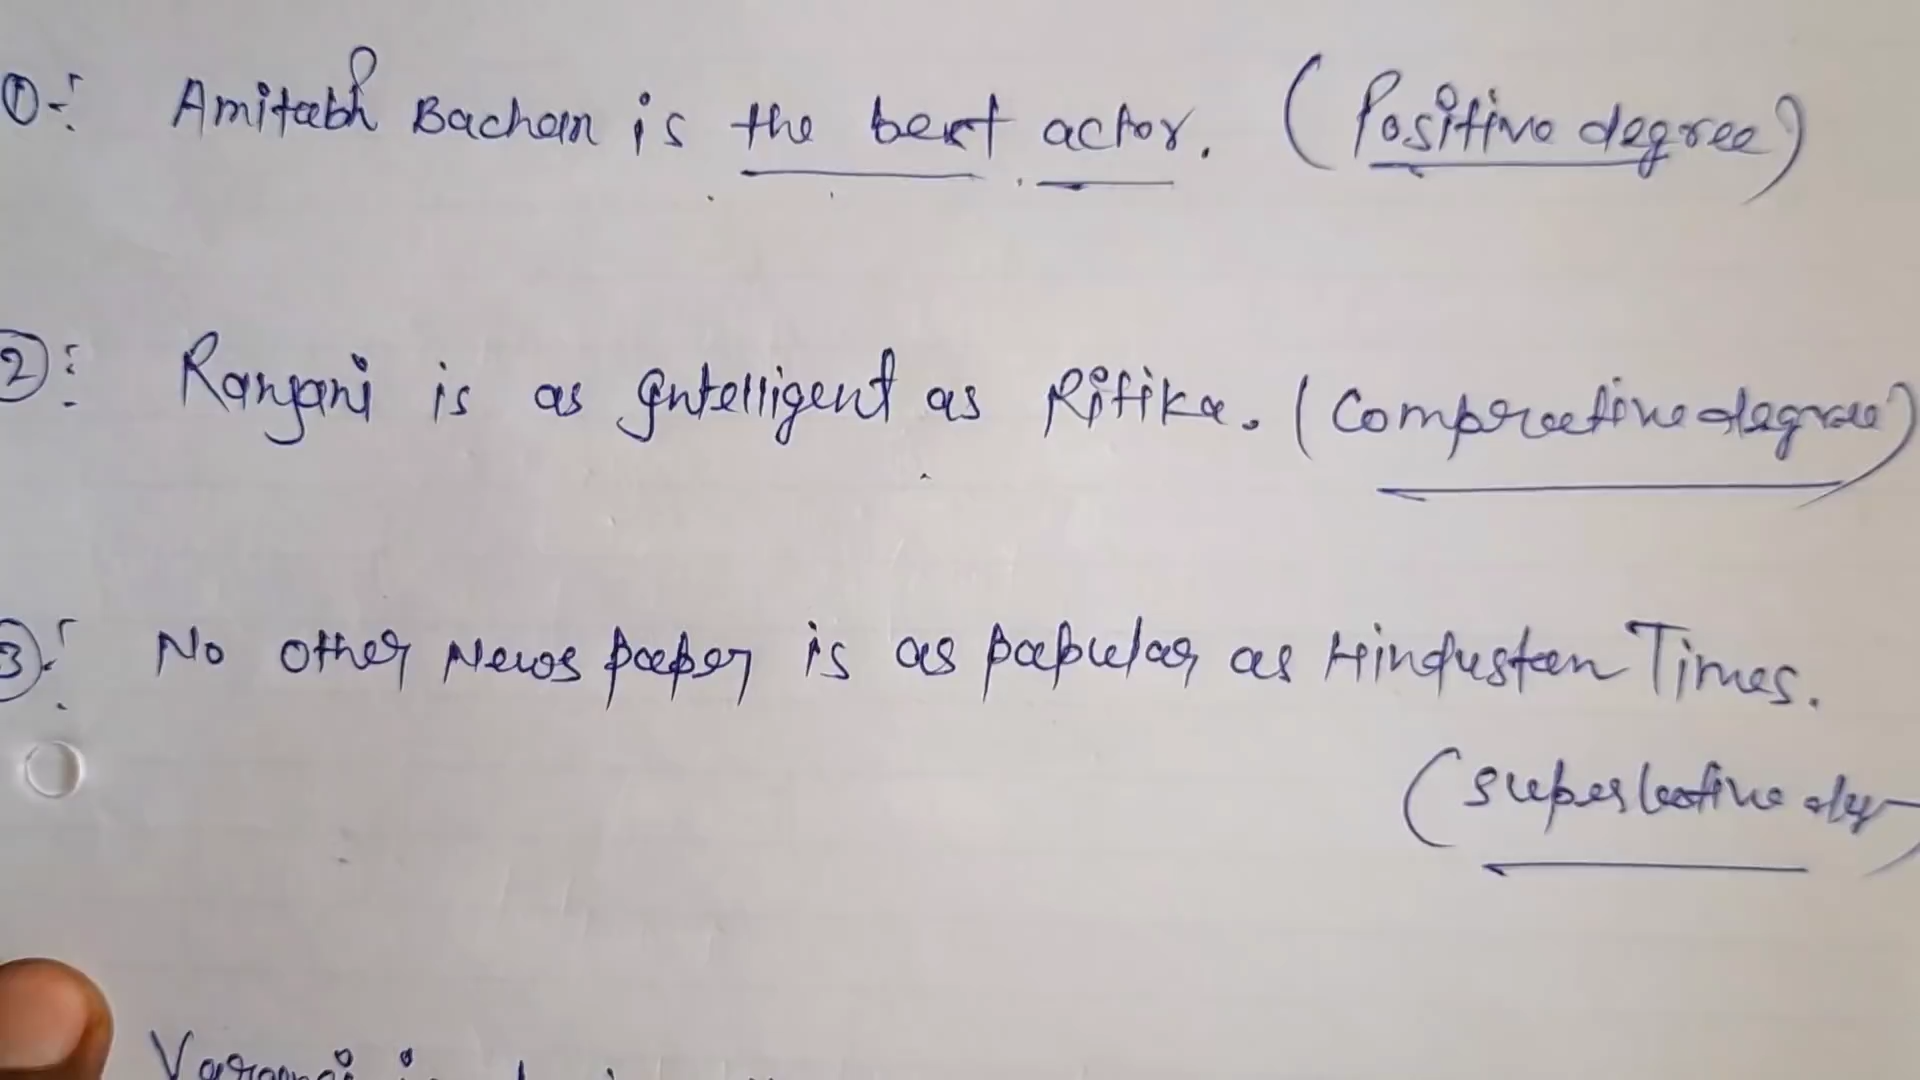 ①-: Amitabh Bachan is the best actor. (Positive degree)
②: Ranjani is as intelligent as Ritika. (Comparative degree)
③: No other News paper is as papular as Hindustan Times.
(superlative